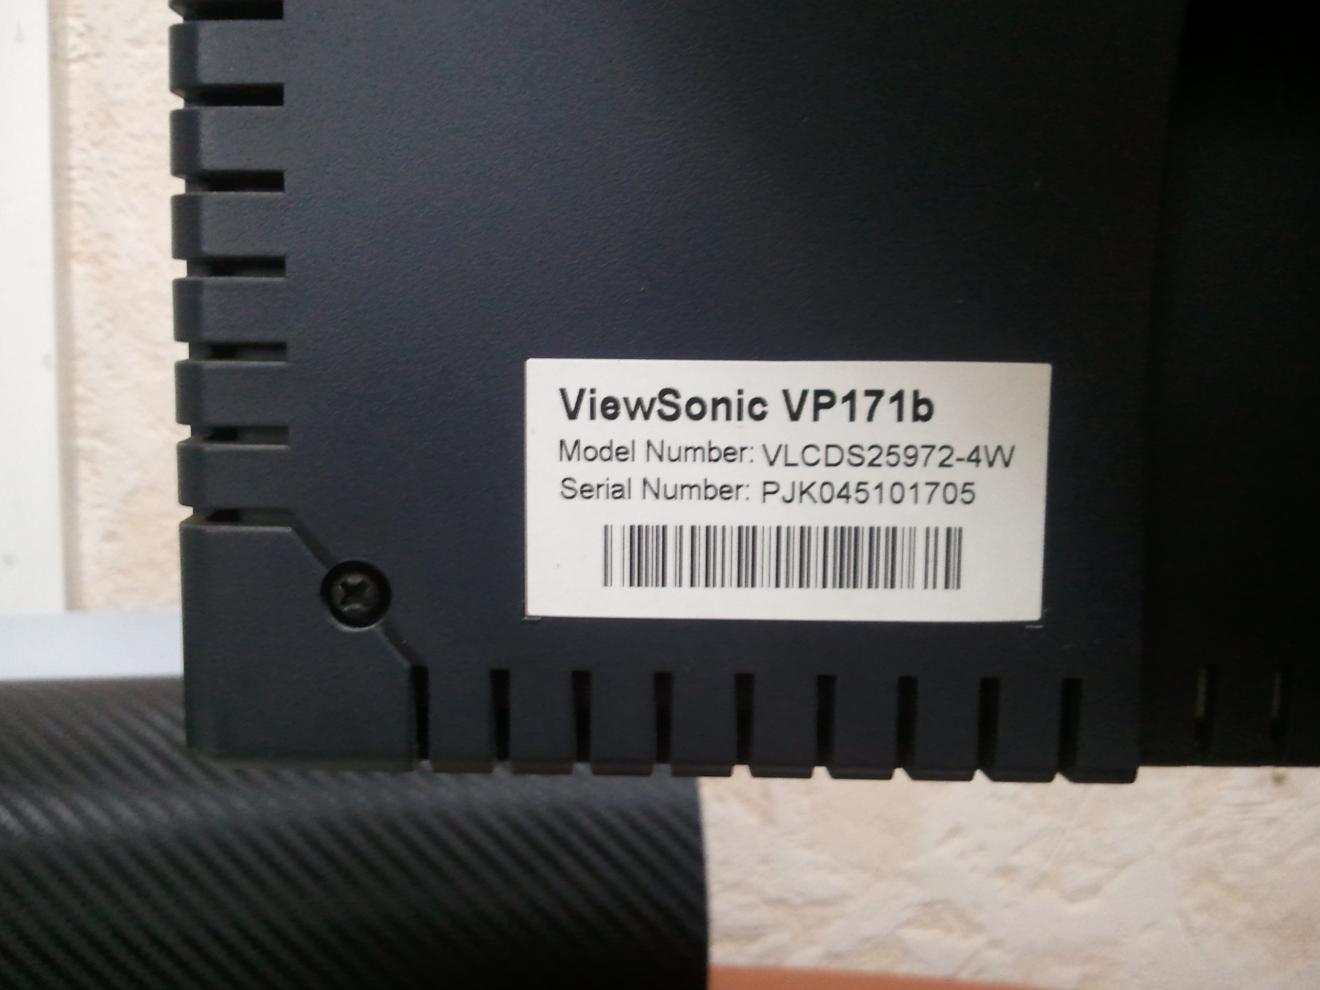 ViewSonic VP171b
Model Number: VLCDS25972-4W
Serial Number: PJK045101705